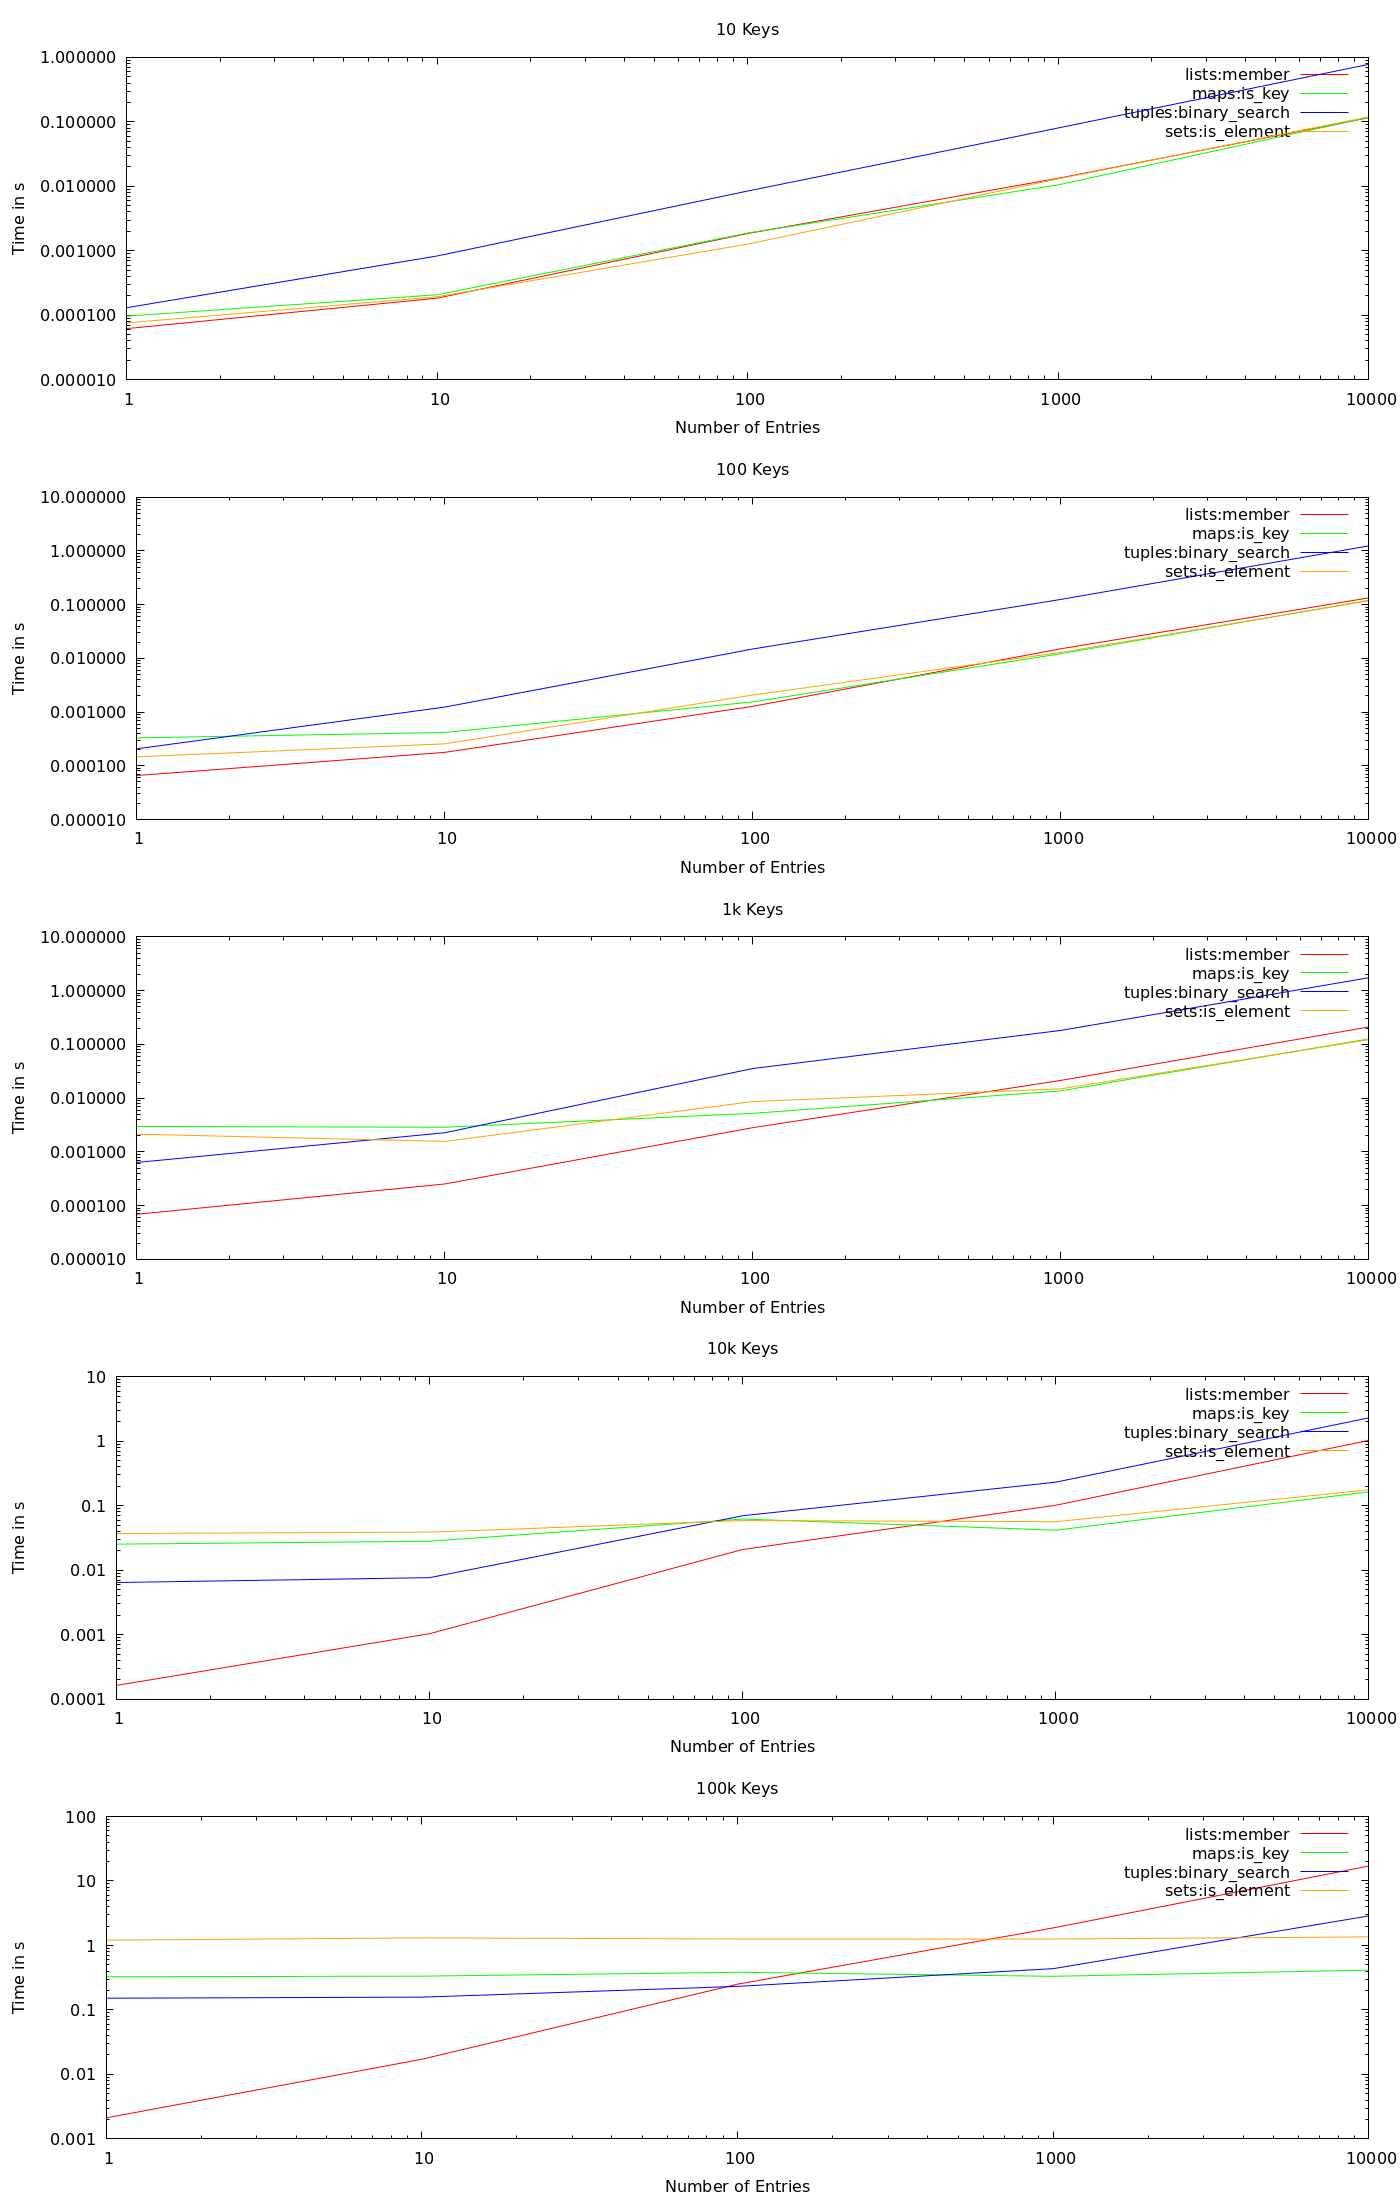 10 Keys
1.000000
0.100000
0.010000
0.001000
0.000100
0.000010
Time in s
lists:member
maps:is_key
tuples:binary_search
sets:is_element
1 10 100 1000 10000
Number of Entries
100 Keys
10.000000
1.000000
0.100000
0.010000
0.001000
0.000100
0.000010
Time in s
lists:member
maps:is_key
tuples:binary_search
sets:is_element
1 10 100 1000 10000
Number of Entries
1k Keys
10.000000
1.000000
0.100000
0.010000
0.001000
0.000100
0.000010
Time in s
lists:member
maps:is_key
tuples:binary_search
sets:is_element
1 10 100 1000 10000
Number of Entries
10k Keys
10
1
0.1
0.01
0.001
0.0001
Time in s
lists:member
maps:is_key
tuples:binary_search
sets:is_element
1 10 100 1000 10000
Number of Entries
100k Keys
100
10
1
0.1
0.01
0.001
Time in s
lists:member
maps:is_key
tuples:binary_search
sets:is_element
1 10 100 1000 10000
Number of Entries